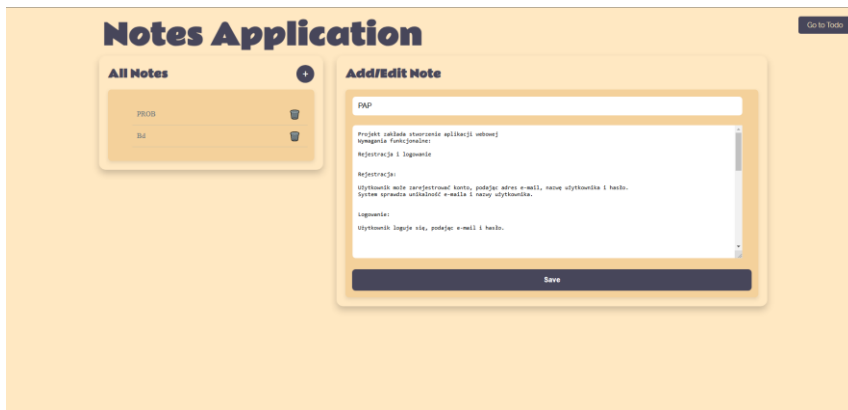 Notes Application
Go to Todo
All Notes
+
PROB
Bd
Add/Edit Note
PAP
Projekt zakłada stworzenie aplikacji webowej
Wymagania funkcjonalne:
Rejestracja i logowanie
Rejestracja:
Użytkownik może zarejestrować konto, podając adres e-mail, nazwę użytkownika i hasło.
System sprawdza unikalność e-maila i nazwy użytkownika.
Logowanie:
Użytkownik loguje się, podając e-mail i hasło.
Save